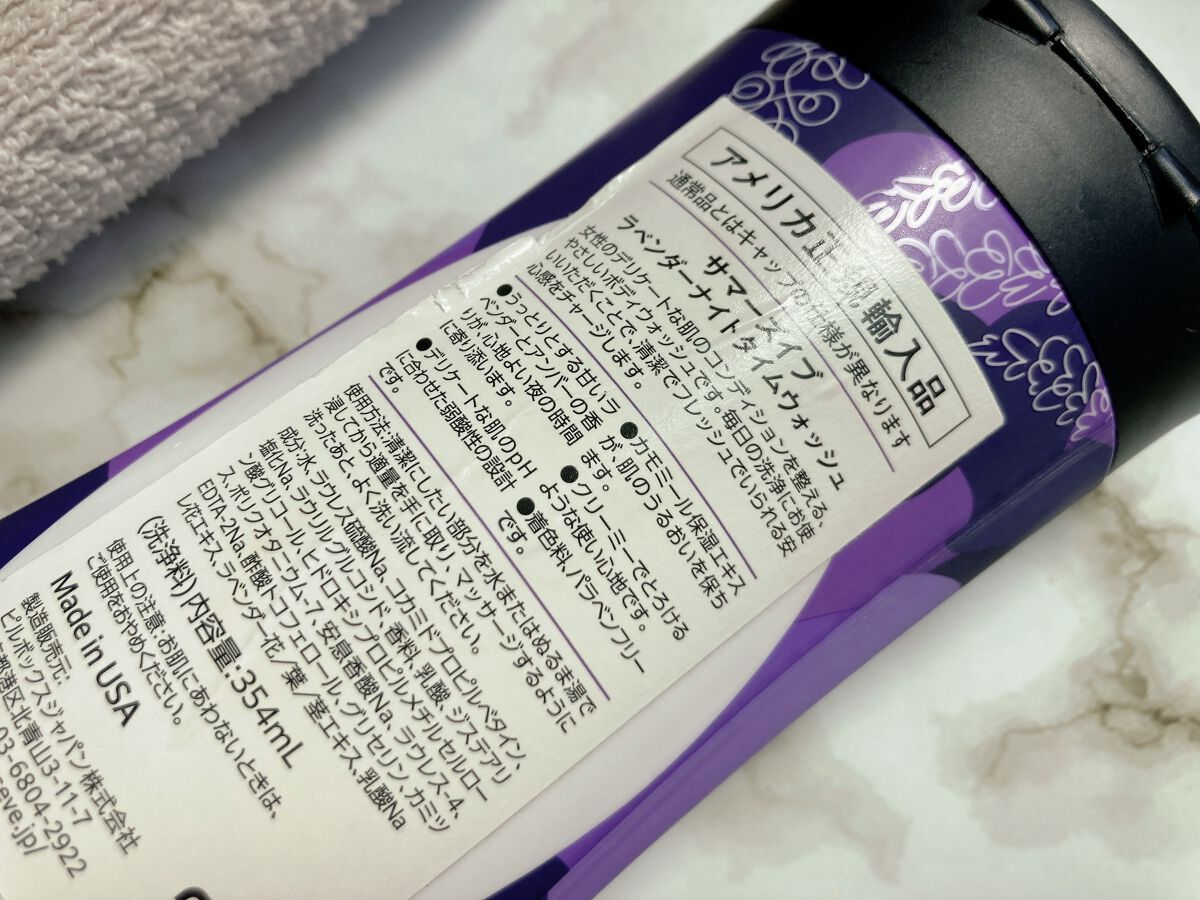 アメリカ正規輸入品
通常品とはキャップの仕様が異なります
サマーズイブ
ラベンダーナイトタイムウォッシュ
女性のデリケートな肌のコンディションを整える、
やさしいボディウォッシュです。毎日の洗浄にお使
いいただくことで、清潔でフレッシュでいられる安
心感をチャージします。
●うっとりとする甘いラ
ベンダーとアンバーの香
りが、心地よい夜の時間
に寄り添います。
●デリケートな肌のpH
に合わせた弱酸性の設計
です。
●カモミール保湿エキス
が、肌のうるおいを保ち
ます。
●クリーミーでとろける
ような使い心地です。
●着色料、パラベンフリー
です。
使用方法:清潔にしたい部分を水またはぬるま湯で
浸してから適量を手に取り、マッサージするように
洗ったあと、よく洗い流してください。
成分:水、ラウレス硫酸Na、コカミドプロピルベタイン、
塩化Na、ラウリルグルコシド、香料、乳酸、ジステアリ
ン酸グリコール、ヒドロキシプロピルメチルセルロー
ス、ポリクオタニウム-7、安息香酸Na、ラウレス-4、
EDTA-2Na、酢酸トコフェロール、グリセリン、カミツ
レ花エキス、ラベンダー花/葉/茎エキス、乳酸Na
(洗浄料)内容量:354mL
使用上の注意:お肌にあわないときは、
ご使用をおやめください。
Made in USA
製造販売元:
ピルボックスジャパン株式会社
都港区北青山3-11-7
03-6804-2922
eve.jp/